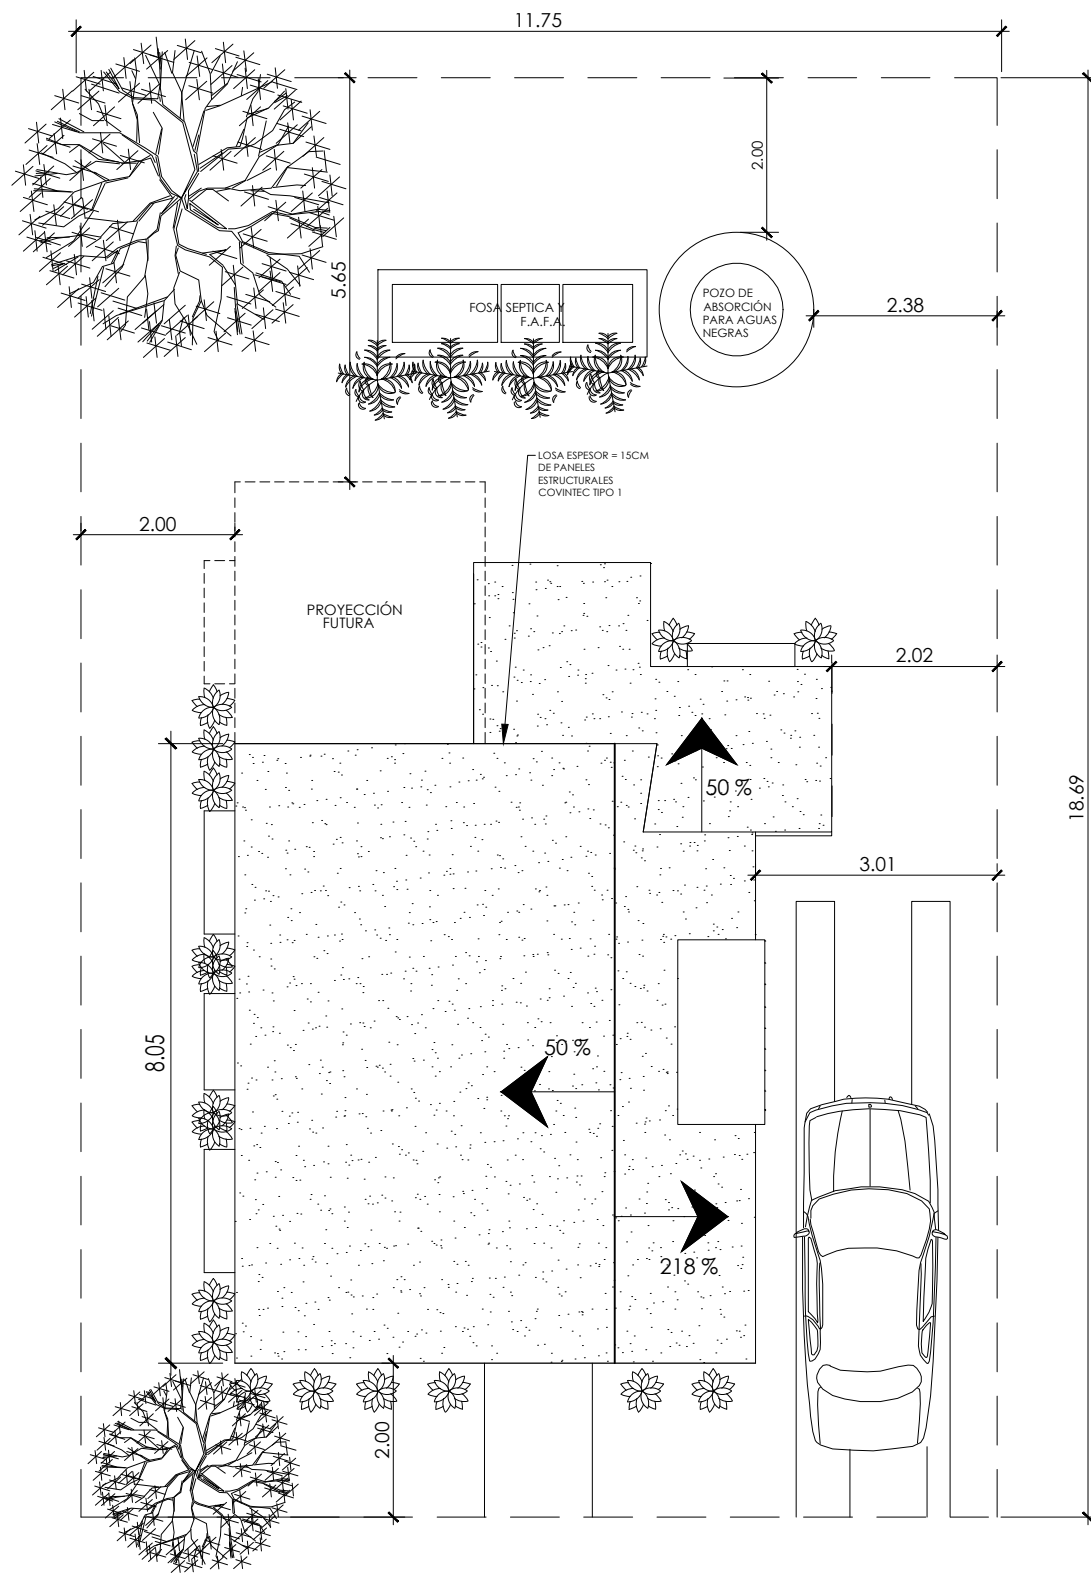 11.75
2.00
5.65
FOSA SEPTICA Y
F.A.F.A.
POZO DE
ABSORCIÓN
PARA AGUAS
NEGRAS
2.38
LOSA ESPESOR = 15CM
DE PANELES
ESTRUCTURALES
COVINTEC TIPO 1
2.00
PROYECCIÓN
FUTURA
2.02
50 %
18.69
3.01
8.05
50 %
218 %
2.00